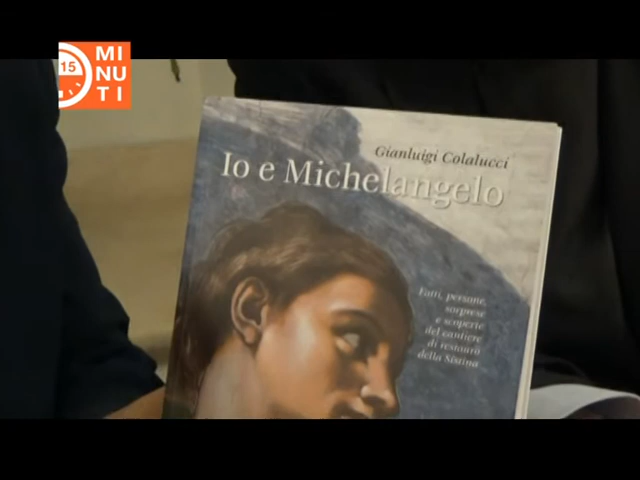 15
MI
NU
TI
Gianluigi Colalucci
Io e Michelangelo
Fatti, persone,
sorprese
e scoperte
del cantiere
di restauro
della Sistina